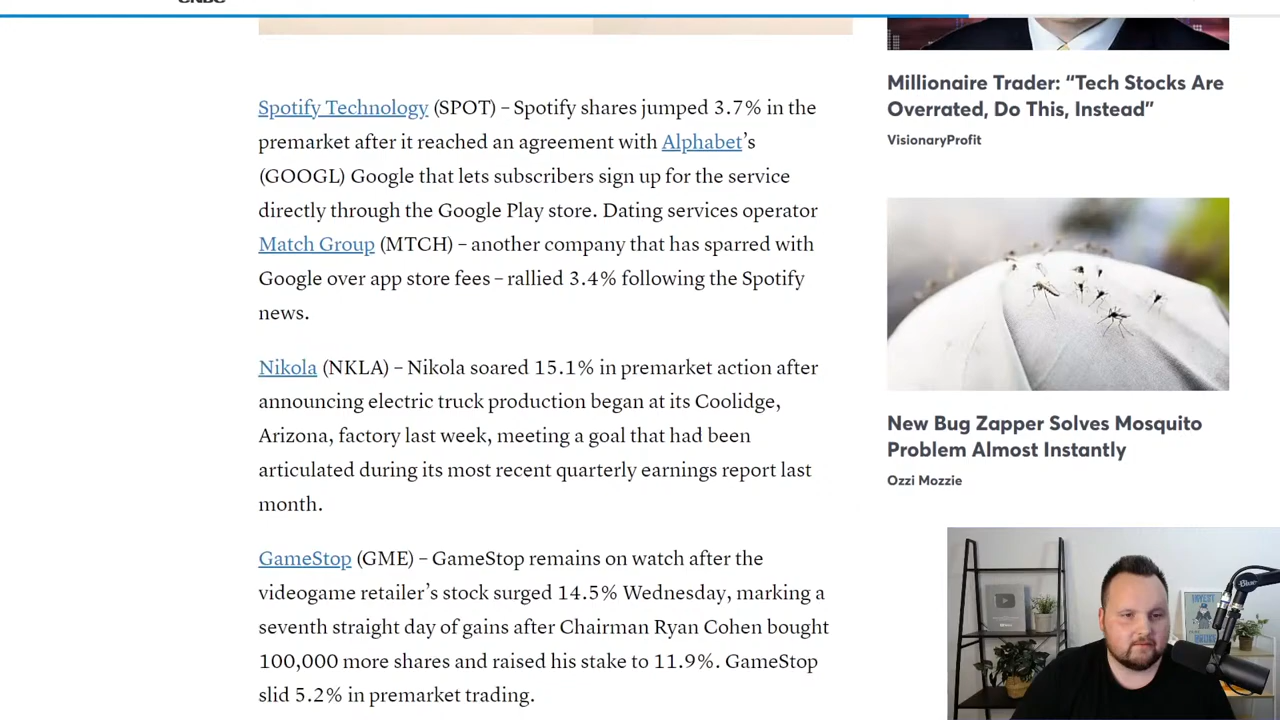 CNBC
Spotify Technology (SPOT) – Spotify shares jumped 3.7% in the
premarket after it reached an agreement with Alphabet’s
(GOOGL) Google that lets subscribers sign up for the service
directly through the Google Play store. Dating services operator
Match Group (MTCH) – another company that has sparred with
Google over app store fees – rallied 3.4% following the Spotify
news.
Nikola (NKLA) – Nikola soared 15.1% in premarket action after
announcing electric truck production began at its Coolidge,
Arizona, factory last week, meeting a goal that had been
articulated during its most recent quarterly earnings report last
month.
GameStop (GME) – GameStop remains on watch after the
videogame retailer’s stock surged 14.5% Wednesday, marking a
seventh straight day of gains after Chairman Ryan Cohen bought
100,000 more shares and raised his stake to 11.9%. GameStop
slid 5.2% in premarket trading.
Millionaire Trader: “Tech Stocks Are
Overrated, Do This, Instead”
VisionaryProfit
New Bug Zapper Solves Mosquito
Problem Almost Instantly
Ozzi Mozzie
INVEST
Blue